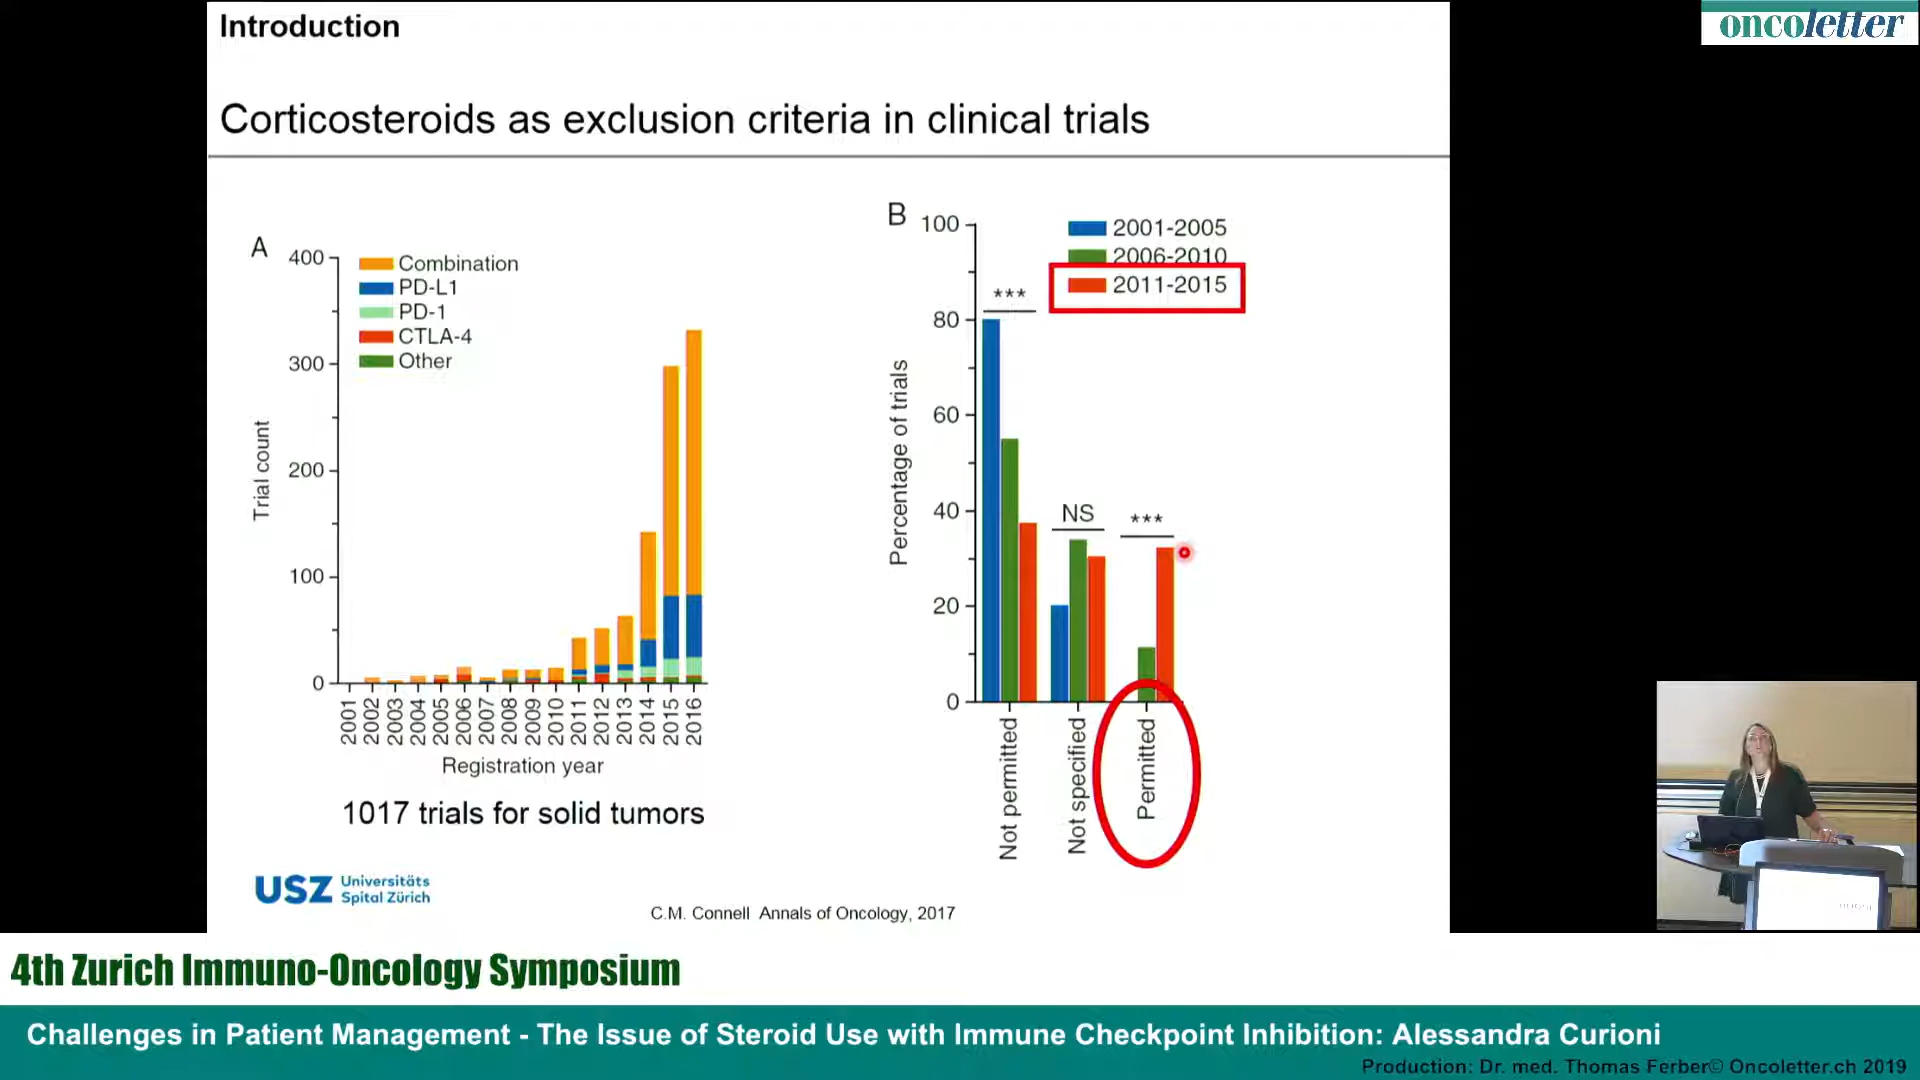 Introduction
oncoletter
Corticosteroids as exclusion criteria in clinical trials
A
400
300
200
100
0
Trial count
Combination
PD-L1
PD-1
CTLA-4
Other
2001
2002
2003
2004
2005
2006
2007
2008
2009
2010
2011
2012
2013
2014
2015
2016
Registration year
1017 trials for solid tumors
B
100
80
60
40
20
0
Percentage of trials
2001-2005
2006-2010
2011-2015
***
NS
***
Not permitted
Not specified
Permitted
USZ Universitäts
Spital Zürich
C.M. Connell Annals of Oncology, 2017
4th Zurich Immuno-Oncology Symposium
Challenges in Patient Management - The Issue of Steroid Use with Immune Checkpoint Inhibition: Alessandra Curioni
Production: Dr. med. Thomas Ferber© Oncoletter.ch 2019